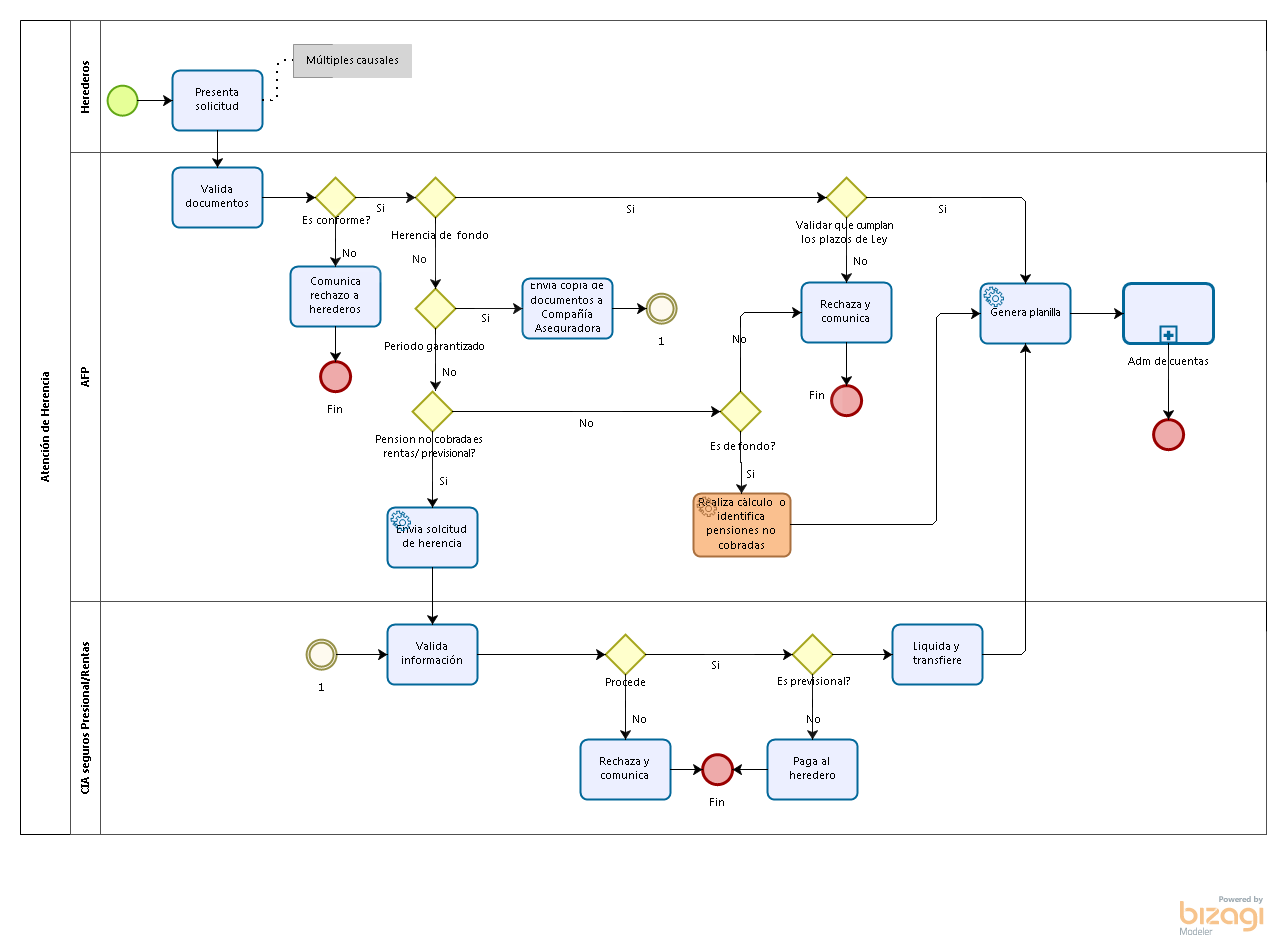 Atención de Herencia
Herederos
Múltiples causales
Presenta
solicitud
AFP
Valida
documentos
Es conforme?
Si
Herencia de fondo
Si
Validar que cumplan
los plazos de Ley
Si
No
No
No
Comunica
rechazo a
herederos
Fin
Periodo garantizado
Si
Envia copia de
documentos a
Compañía
Aseguradora
1
Rechaza y
comunica
Fin
Genera planilla
Adm de cuentas
No
No
Pension no cobrada es
rentas/ previsional?
No
Es de fondo?
Si
Si
Envia solcitud
de herencia
Realiza cálculo o
identifica
pensiones no
cobradas
CIA seguros Presional/Rentas
1
Valida
información
Procede
Si
Es previsional?
Liquida y
transfiere
No
No
Rechaza y
comunica
Fin
Paga al
heredero
Powered by
bizagi
Modeler